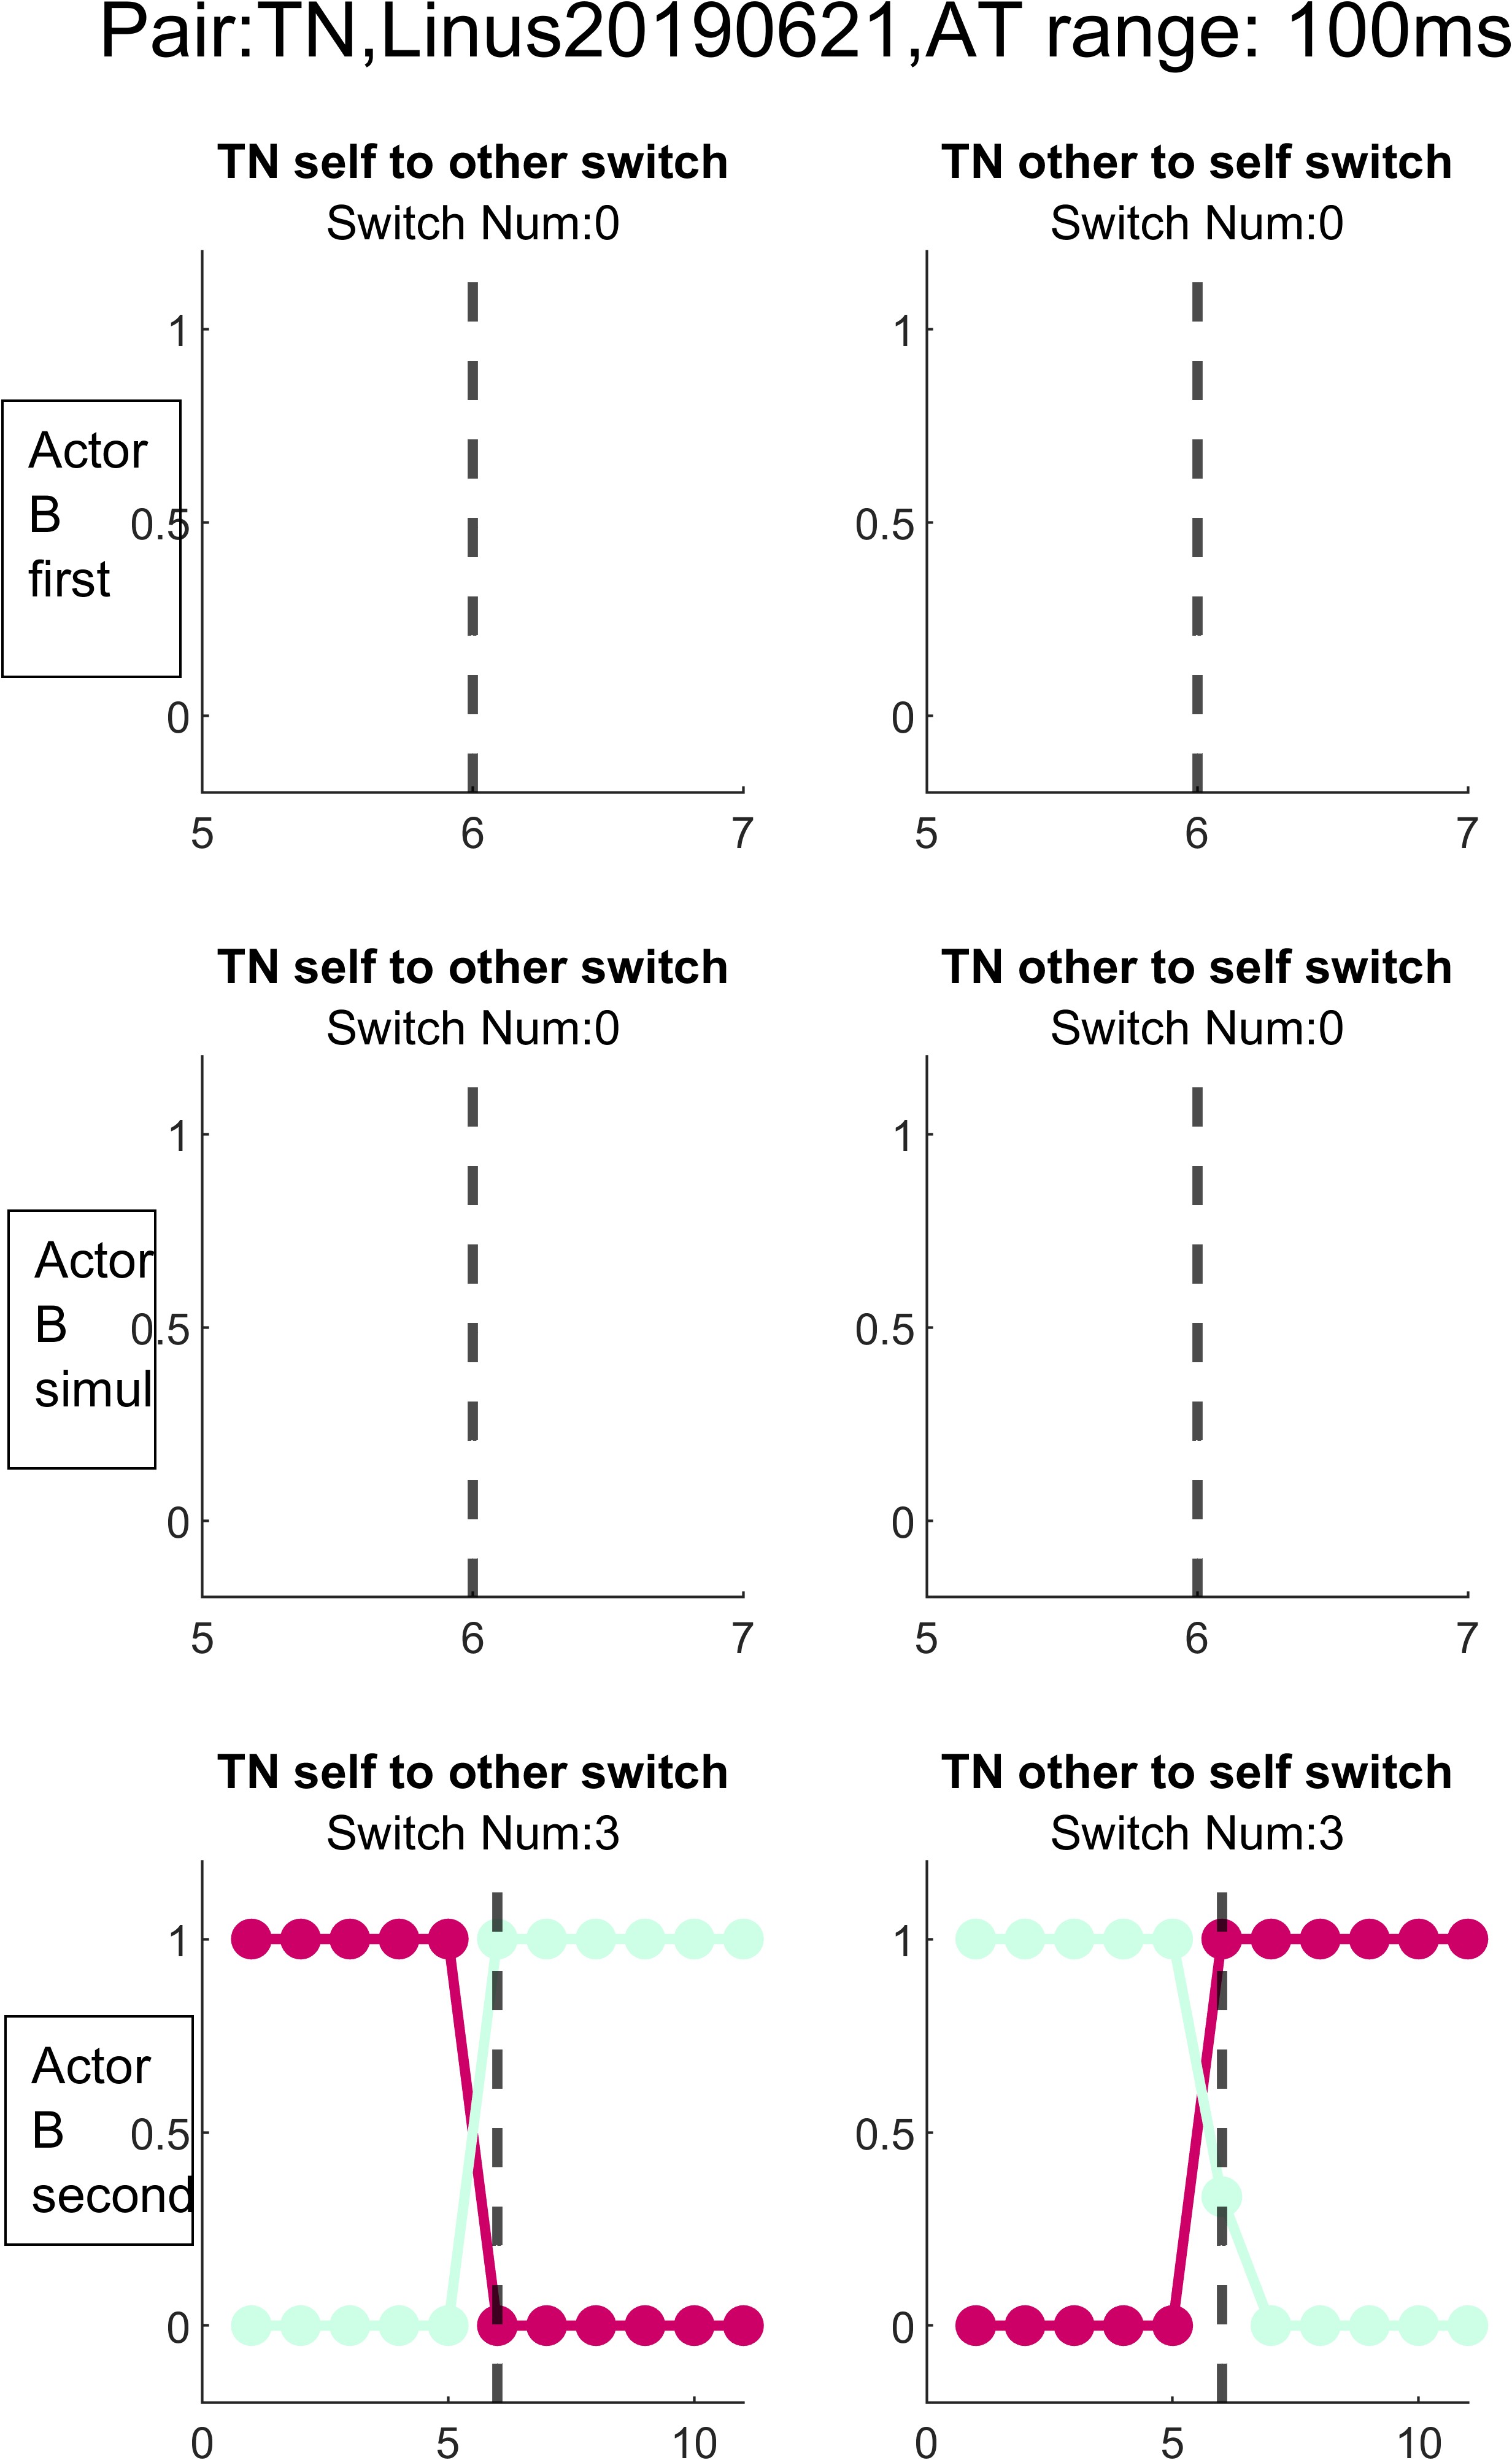 Pair:TN,Linus20190621,AT range: 100ms
TN self to other switch
Switch Num:0
1
0.5
0
5 6 7
TN other to self switch
Switch Num:0
1
0.5
0
5 6 7
Actor
B
first
TN self to other switch
Switch Num:0
1
0.5
0
5 6 7
TN other to self switch
Switch Num:0
1
0.5
0
5 6 7
Actor
B
simul
TN self to other switch
Switch Num:3
1
0.5
0
0 5 10
TN other to self switch
Switch Num:3
1
0.5
0
0 5 10
Actor
B
second